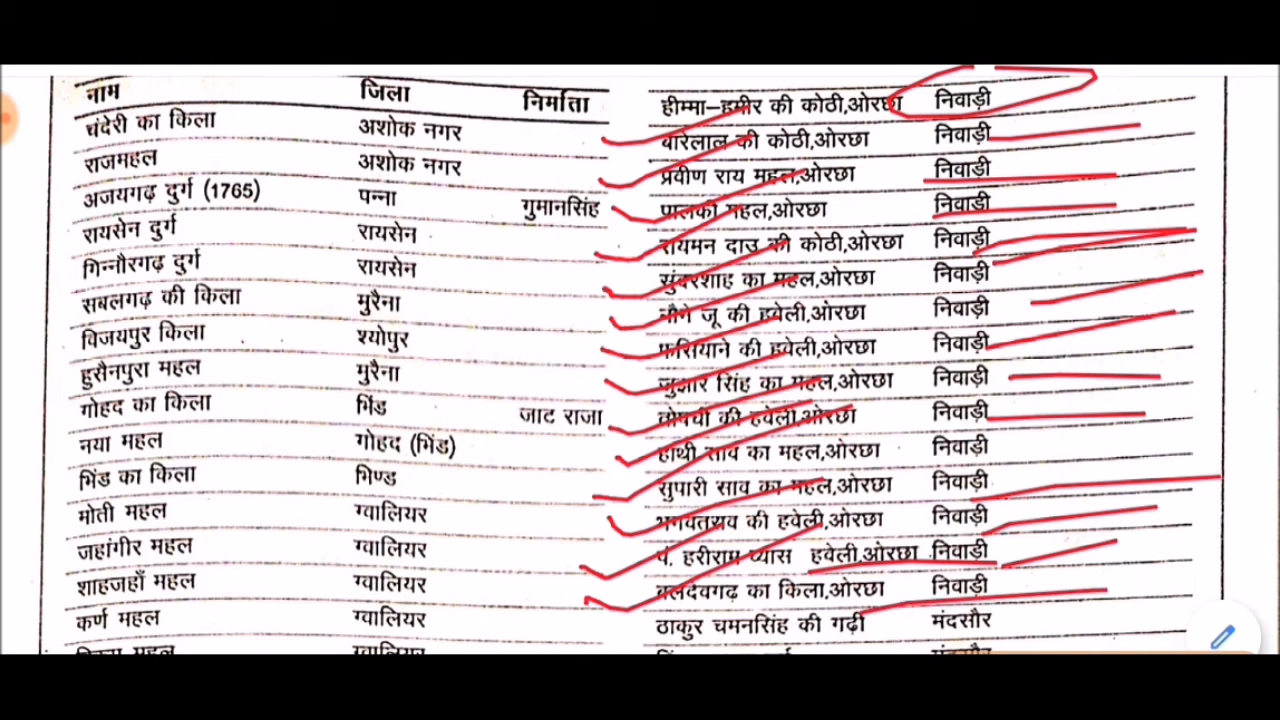 नाम जिला निर्माता
चंदेरी का किला अशोक नगर
राजमहल अशोक नगर
अजयगढ़ दुर्ग (1765) पन्ना गुमानसिंह
रायसेन दुर्ग रायसेन
गिन्नौरगढ़ दुर्ग रायसेन
सबलगढ़ की किला मुरैना
विजयपुर किला श्योपुर
हुसैनपुरा महल मुरैना
गोहद का किला भिंड जाट राजा
नया महल गोहद (भिंड)
भिंड का किला भिण्ड
मोती महल ग्वालियर
जहांगीर महल ग्वालियर
शाहजहाँ महल ग्वालियर
कर्ण महल ग्वालियर
हीम्मा–हमीर की कोठी,ओरछा निवाड़ी
बारेलाल की कोठी,ओरछा निवाड़ी
प्रवीण राय महल,ओरछा निवाड़ी
पालकी महल,ओरछा निवाड़ी
रायमन दाउ की कोठी,ओरछा निवाड़ी
सुंदरशाह का महल,ओरछा निवाड़ी
जू की हवेली,ओरछा निवाड़ी
की हवेली,ओरछा निवाड़ी
जुझार सिंह का महल,ओरछा निवाड़ी
तोपची की हवेली,ओरछा निवाड़ी
हाथी साव का महल,ओरछा निवाड़ी
सुपारी साव का महल,ओरछा निवाड़ी
की हवेली,ओरछा निवाड़ी
पं. हरीराम व्यास हवेली,ओरछा निवाडी
बलदेवगढ़ का किला,ओरछा निवाड़ी
ठाकुर चमनसिंह की गढ़ी मंदसौर